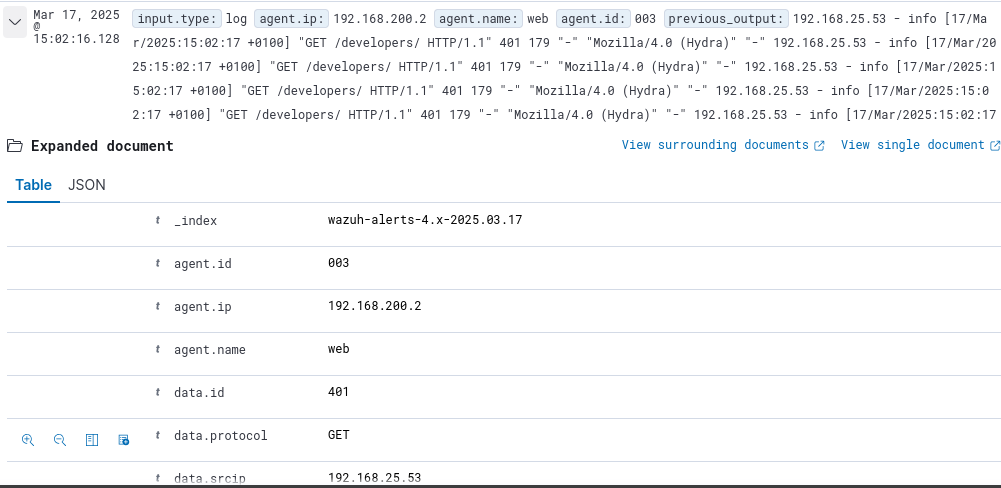 Mar 17, 2025 @ 15:02:16.128
input.type: log agent.ip: 192.168.200.2 agent.name: web agent.id: 003 previous_output: 192.168.25.53 - info [17/Ma
r/2025:15:02:17 +0100] "GET /developers/ HTTP/1.1" 401 179 "-" "Mozilla/4.0 (Hydra)" "-" 192.168.25.53 - info [17/Mar/20
25:15:02:17 +0100] "GET /developers/ HTTP/1.1" 401 179 "-" "Mozilla/4.0 (Hydra)" "-" 192.168.25.53 - info [17/Mar/2025:1
5:02:17 +0100] "GET /developers/ HTTP/1.1" 401 179 "-" "Mozilla/4.0 (Hydra)" "-" 192.168.25.53 - info [17/Mar/2025:15:0
2:17 +0100] "GET /developers/ HTTP/1.1" 401 179 "-" "Mozilla/4.0 (Hydra)" "-" 192.168.25.53 - info [17/Mar/2025:15:02:17
Expanded document View surrounding documents View single document
Table JSON
t _index wazuh-alerts-4.x-2025.03.17
t agent.id 003
t agent.ip 192.168.200.2
t agent.name web
t data.id 401
t data.protocol GET
t data.srcip 192.168.25.53